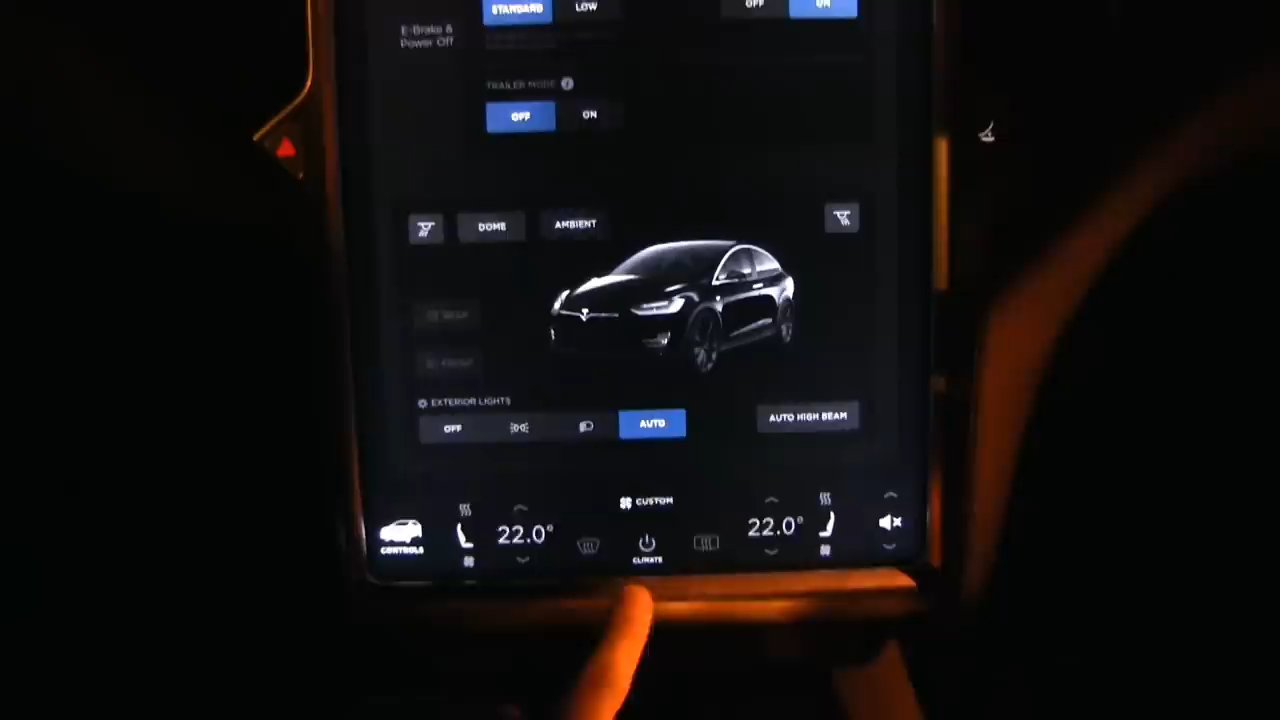 STANDARD LOW
OFF ON
E-Brake &
Power Off
TRAILER MODE i
OFF ON
DOME AMBIENT
EXTERIOR LIGHTS
OFF AUTO
AUTO HIGH BEAM
CUSTOM
22.0° 22.0°
CONTROLS CLIMATE